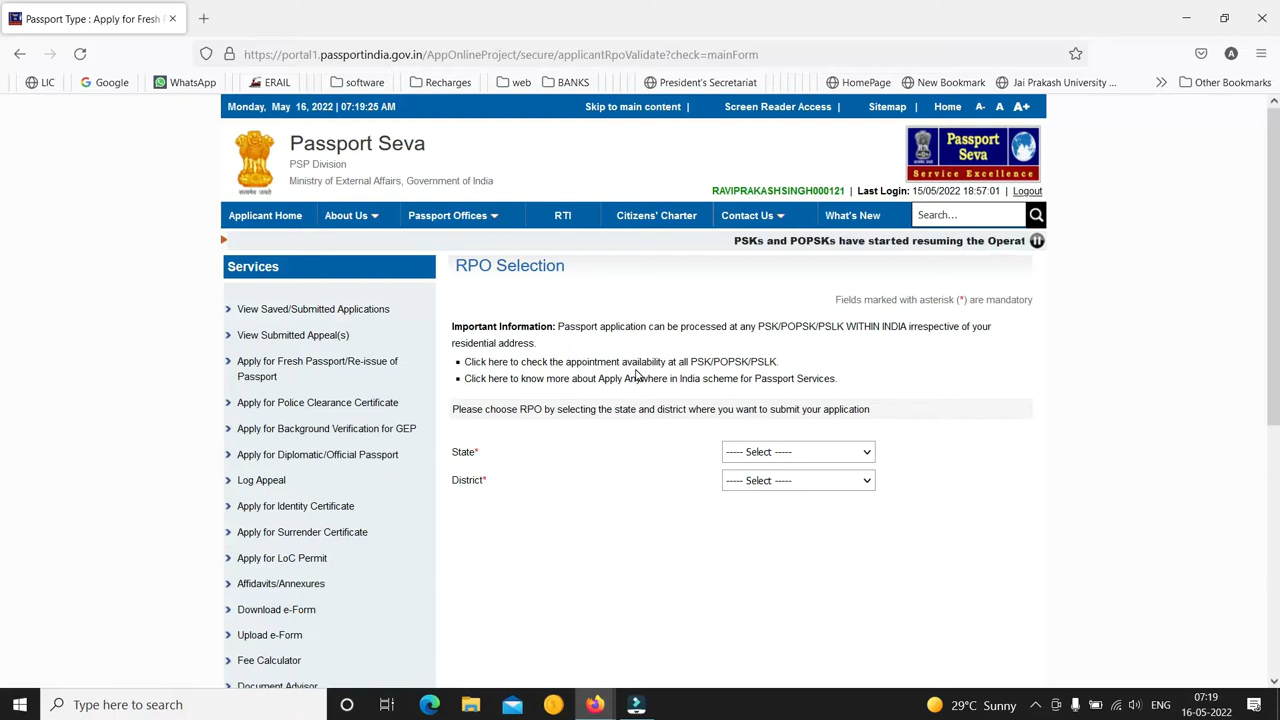 Passport Type : Apply for Fresh
https://portal1.passportindia.gov.in/AppOnlineProject/secure/applicantRpoValidate?check=mainForm
LIC Google WhatsApp ERAIL software Recharges web BANKS President's Secretariat HomePage New Bookmark Jai Prakash University ... Other Bookmarks
Monday, May 16, 2022 | 07:19:25 AM Skip to main content | Screen Reader Access | Sitemap | Home A- A A+
Passport Seva
PSP Division
Ministry of External Affairs, Government of India
Passport Seva
Service Excellence
RAVIPRAKASHSINGH000121 | Last Login: 15/05/2022 18:57:01 | Logout
Applicant Home About Us Passport Offices RTI Citizens' Charter Contact Us What's New Search...
PSKs and POPSKs have started resuming the Operat
Services
RPO Selection
Fields marked with asterisk (*) are mandatory
Important Information: Passport application can be processed at any PSK/POPSK/PSLK WITHIN INDIA irrespective of your
residential address.
Click here to check the appointment availability at all PSK/POPSK/PSLK.
Click here to know more about Apply Anywhere in India scheme for Passport Services.
Please choose RPO by selecting the state and district where you want to submit your application
State* ----- Select -----
District* ----- Select -----
View Saved/Submitted Applications
View Submitted Appeal(s)
Apply for Fresh Passport/Re-issue of
Passport
Apply for Police Clearance Certificate
Apply for Background Verification for GEP
Apply for Diplomatic/Official Passport
Log Appeal
Apply for Identity Certificate
Apply for Surrender Certificate
Apply for LoC Permit
Affidavits/Annexures
Download e-Form
Upload e-Form
Fee Calculator
Document Advisor
Type here to search
29°C Sunny ENG 07:19
16-05-2022